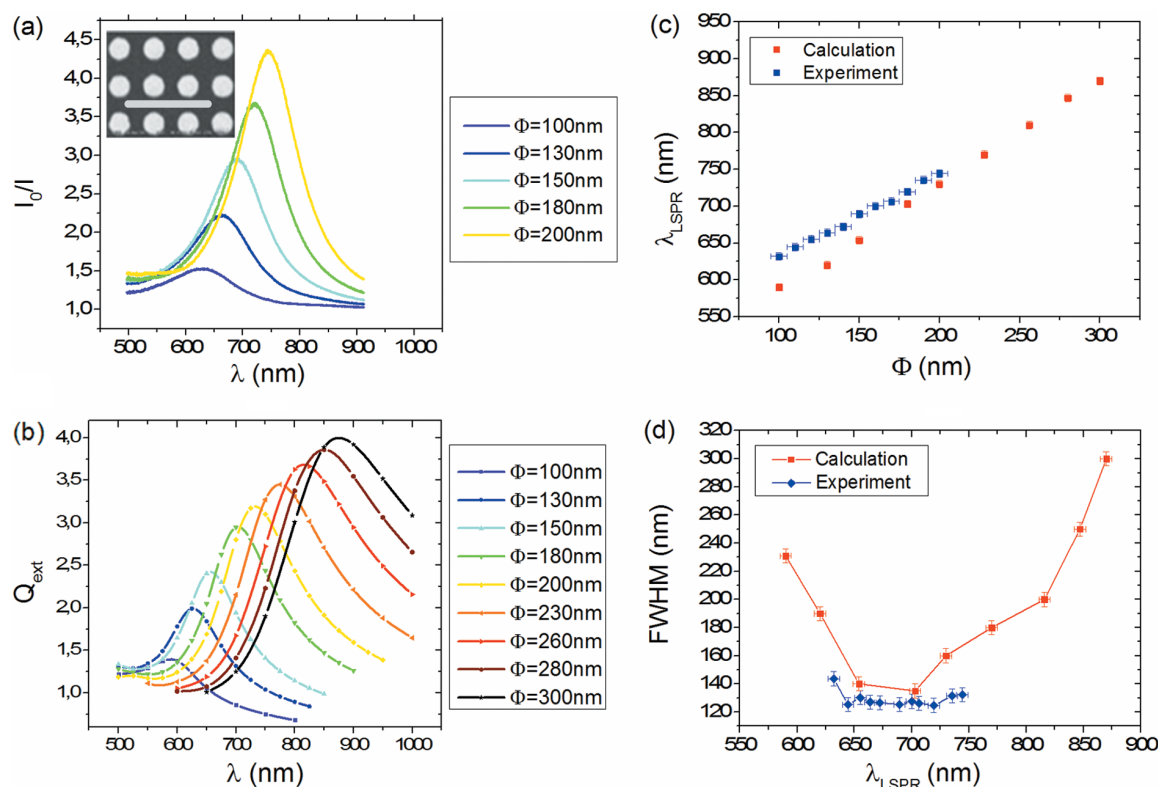 (a)
4,5
4,0
3,5
3,0
2,5
2,0
1,5
1,0
I₀/I
500 600 700 800 900 1000
λ (nm)
Φ=100nm
Φ=130nm
Φ=150nm
Φ=180nm
Φ=200nm
(b)
4,0
3,5
3,0
2,5
2,0
1,5
1,0
Qext
500 600 700 800 900 1000
λ (nm)
Φ=100nm
Φ=130nm
Φ=150nm
Φ=180nm
Φ=200nm
Φ=230nm
Φ=260nm
Φ=280nm
Φ=300nm
(c)
950
900
850
800
750
700
650
600
550
λLSPR (nm)
Calculation
Experiment
100 150 200 250 300
Φ (nm)
(d)
320
300
280
260
240
220
200
180
160
140
120
FWHM (nm)
Calculation
Experiment
550 600 650 700 750 800 850 900
λLSPR (nm)